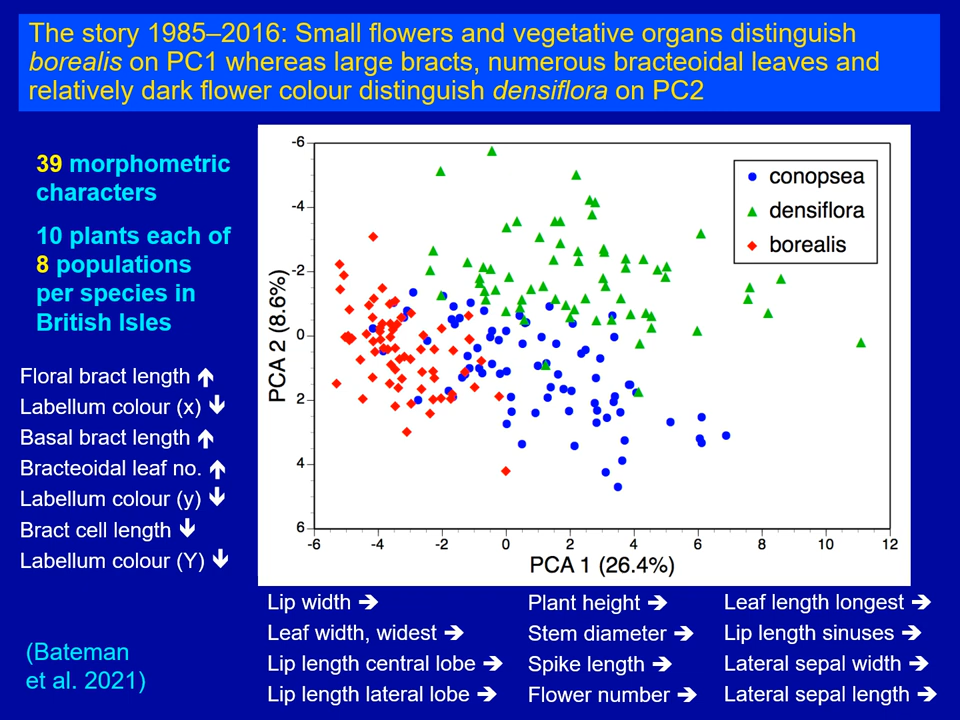 The story 1985–2016: Small flowers and vegetative organs distinguish
borealis on PC1 whereas large bracts, numerous bracteoidal leaves and
relatively dark flower colour distinguish densiflora on PC2
39 morphometric
characters
10 plants each of
8 populations
per species in
British Isles
Floral bract length 🡹
Labellum colour (x) 🡻
Basal bract length 🡹
Bracteoidal leaf no. 🡹
Labellum colour (y) 🡻
Bract cell length 🡻
Labellum colour (Y) 🡻
(Bateman
et al. 2021)
conopsea
densiflora
borealis
PCA 2 (8.6%)
-6
-4
-2
0
2
4
6
-6 -4 -2 0 2 4 6 8 10 12
PCA 1 (26.4%)
Lip width ➔ Plant height ➔ Leaf length longest ➔
Leaf width, widest ➔ Stem diameter ➔ Lip length sinuses ➔
Lip length central lobe ➔ Spike length ➔ Lateral sepal width ➔
Lip length lateral lobe ➔ Flower number ➔ Lateral sepal length ➔